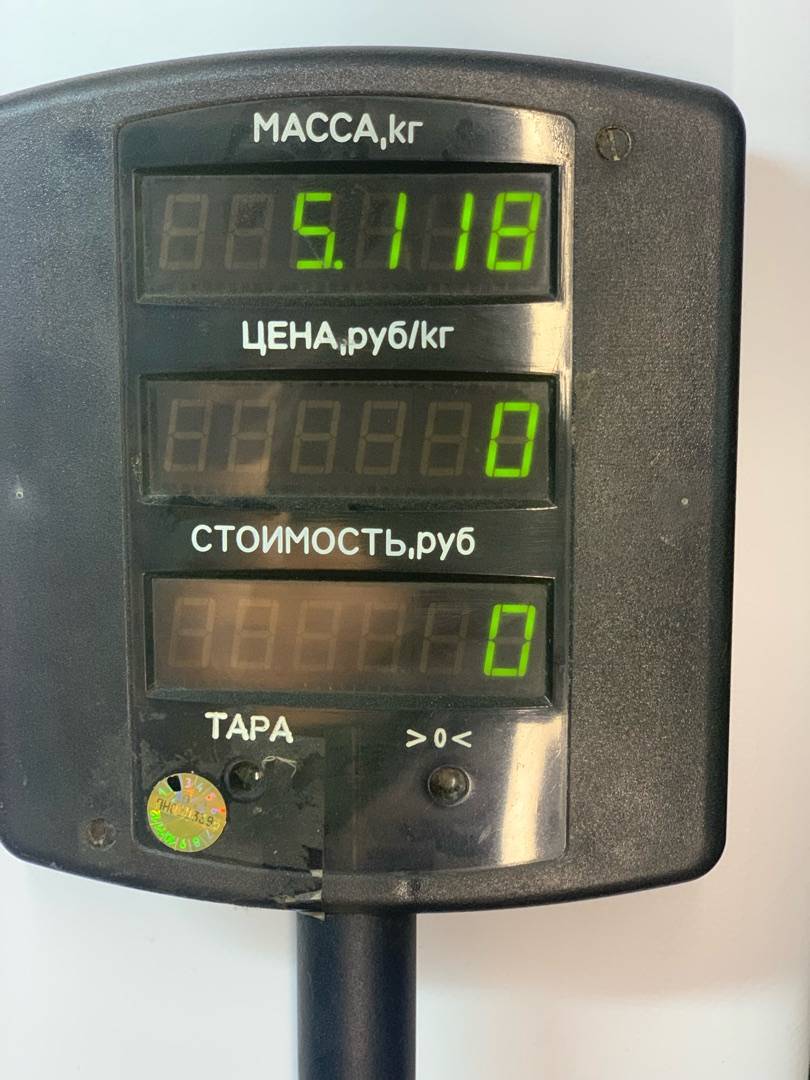 МАССА,кг
5.118
ЦЕНА,руб/кг
0
СТОИМОСТЬ,руб
0
ТАРА >0<